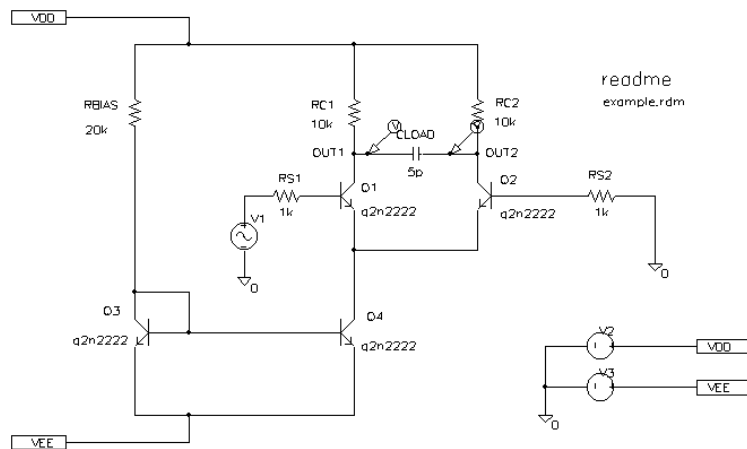 VDD
readme
example.rdm
RBIAS
20k
RC1
10k
RC2
10k
V
V
CLOAD
OUT1
OUT2
5p
RS1
1k
Q1
q2n2222
Q2
q2n2222
RS2
1k
V1
0
0
Q3
q2n2222
Q4
q2n2222
V2
VDD
V3
VEE
0
VEE